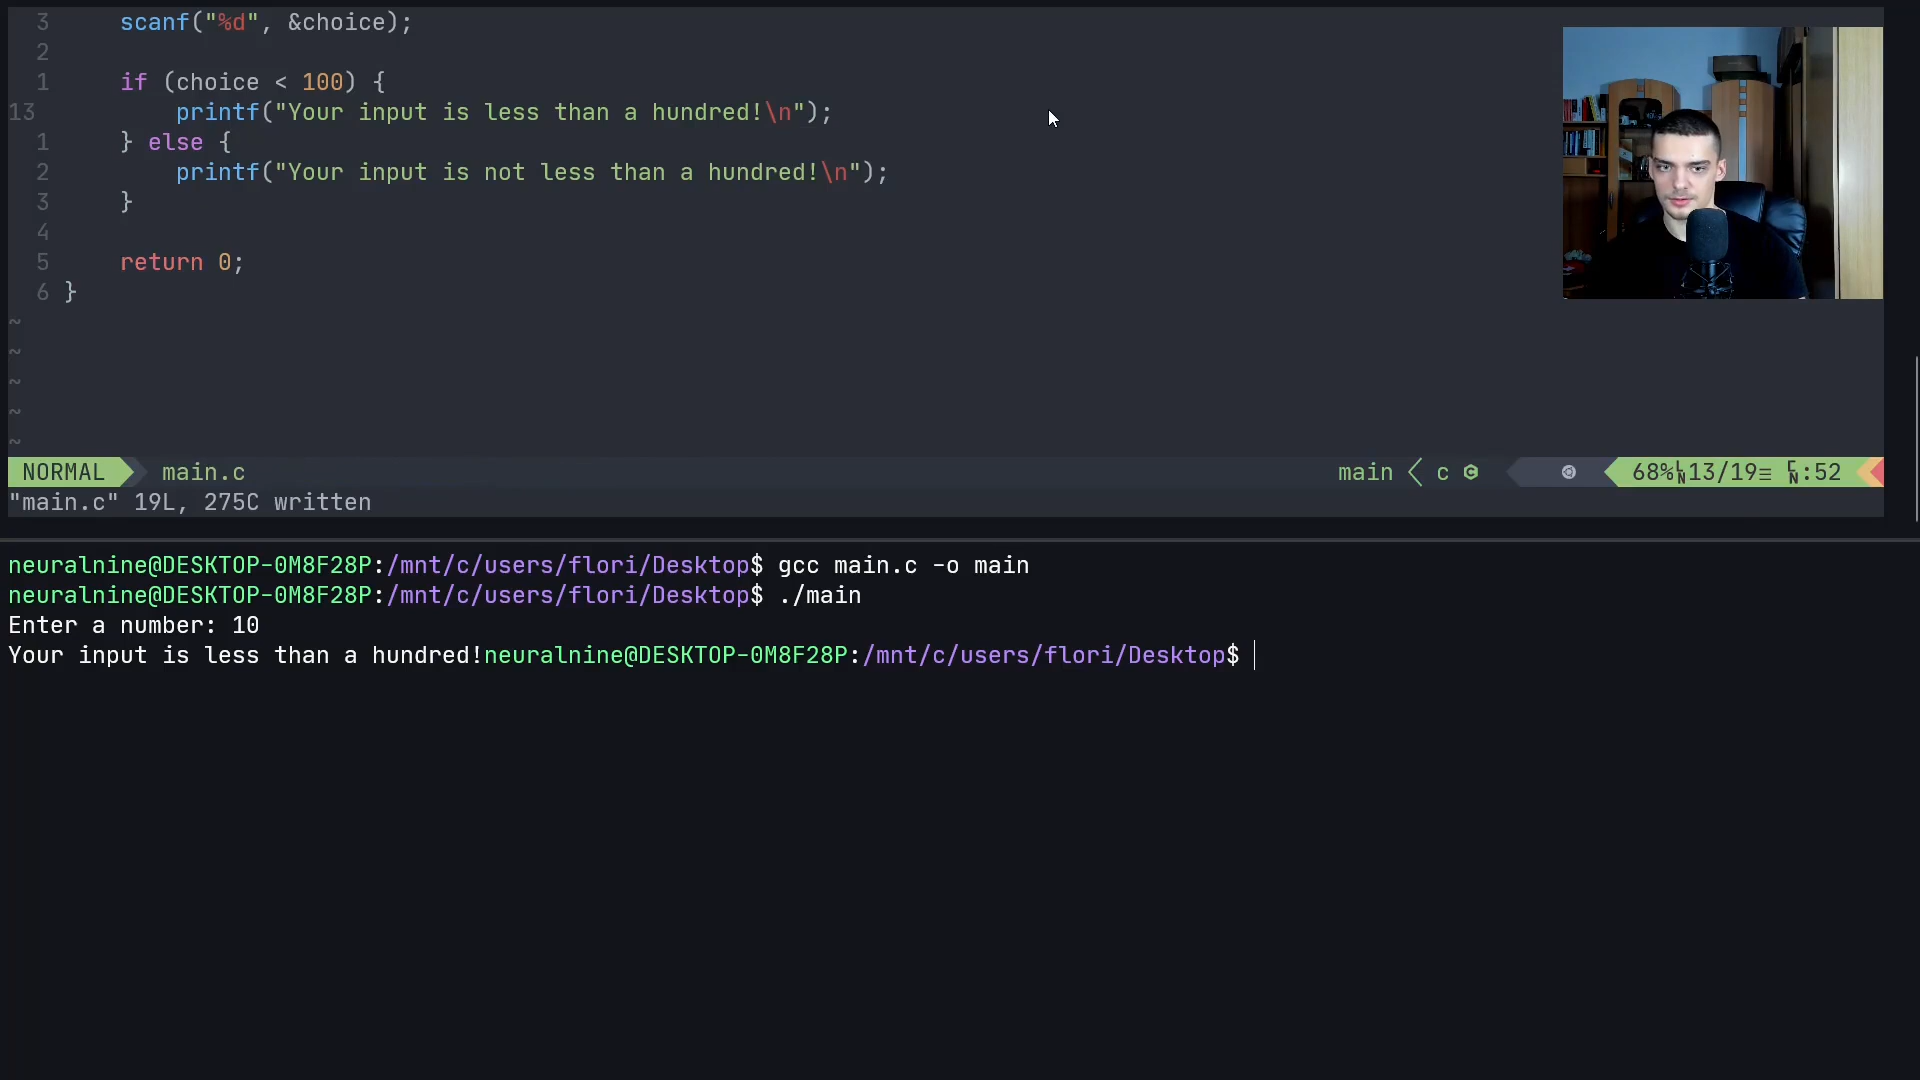 3 scanf("%d", &choice);
2
1 if (choice < 100) {
13 printf("Your input is less than a hundred!\n");
1 } else {
2 printf("Your input is not less than a hundred!\n");
3 }
4
5 return 0;
6 }
~
~
~
~
~
NORMAL main.c main c 68% LN 13/19≡ CN:52
"main.c" 19L, 275C written
neuralnine@DESKTOP-0M8F28P:/mnt/c/users/flori/Desktop$ gcc main.c -o main
neuralnine@DESKTOP-0M8F28P:/mnt/c/users/flori/Desktop$ ./main
Enter a number: 10
Your input is less than a hundred!neuralnine@DESKTOP-0M8F28P:/mnt/c/users/flori/Desktop$